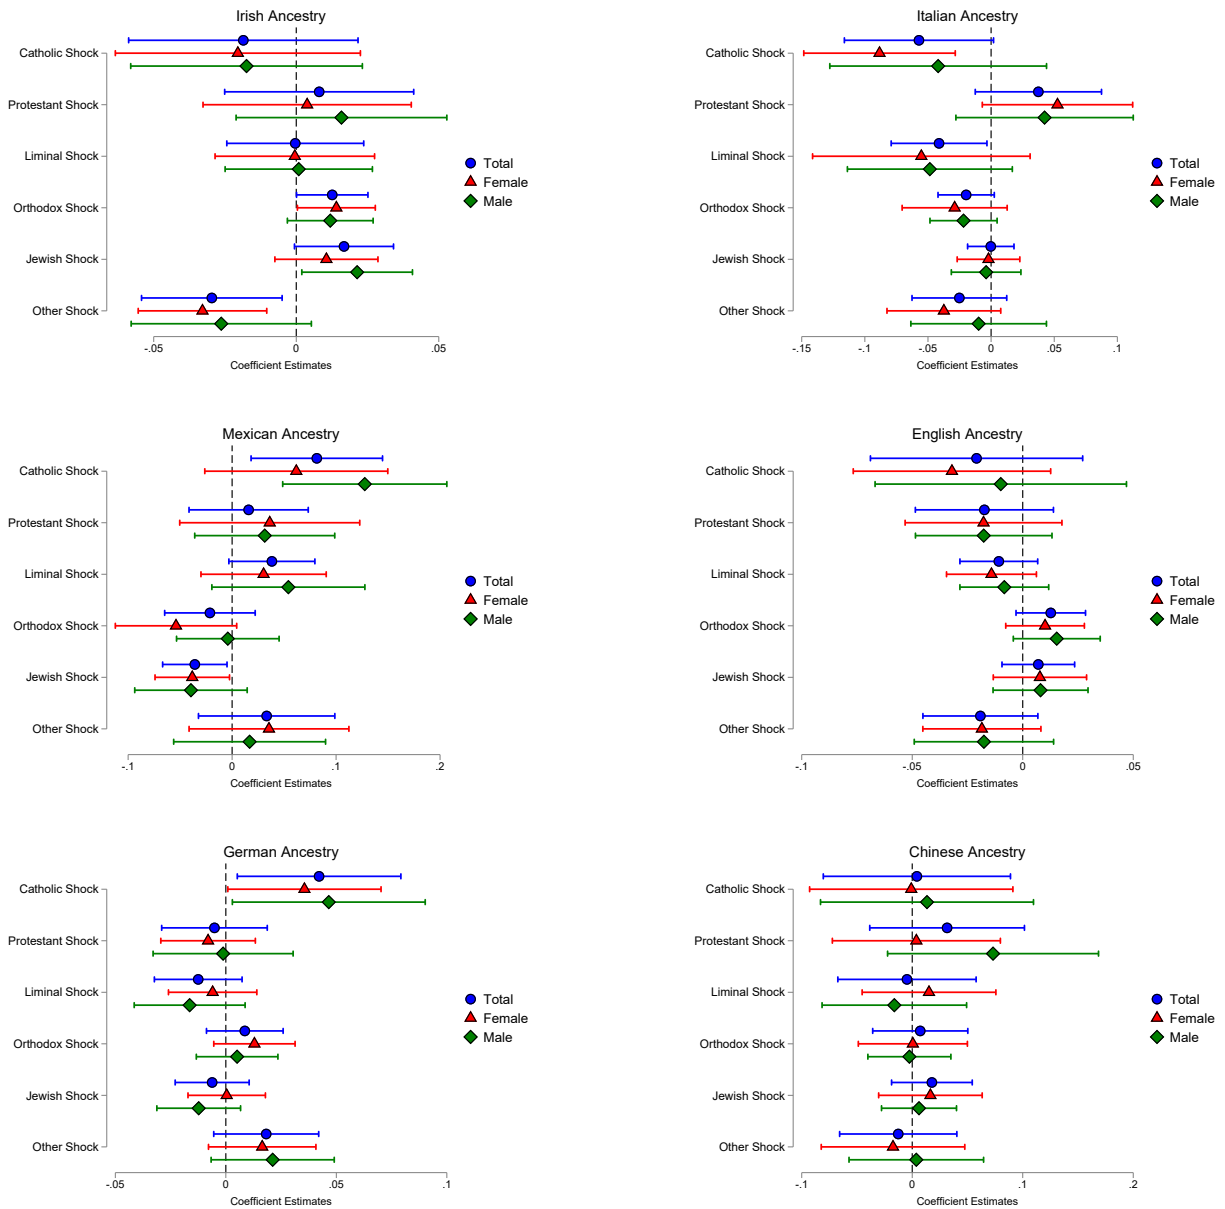 Irish Ancestry
Catholic Shock
Protestant Shock
Liminal Shock
Orthodox Shock
Jewish Shock
Other Shock
-.05 0 .05
Coefficient Estimates
Total
Female
Male
Italian Ancestry
Catholic Shock
Protestant Shock
Liminal Shock
Orthodox Shock
Jewish Shock
Other Shock
-.15 -.1 -.05 0 .05 .1
Coefficient Estimates
Total
Female
Male
Mexican Ancestry
Catholic Shock
Protestant Shock
Liminal Shock
Orthodox Shock
Jewish Shock
Other Shock
-.1 0 .1 .2
Coefficient Estimates
Total
Female
Male
English Ancestry
Catholic Shock
Protestant Shock
Liminal Shock
Orthodox Shock
Jewish Shock
Other Shock
-.1 -.05 0 .05
Coefficient Estimates
Total
Female
Male
German Ancestry
Catholic Shock
Protestant Shock
Liminal Shock
Orthodox Shock
Jewish Shock
Other Shock
-.05 0 .05 .1
Coefficient Estimates
Total
Female
Male
Chinese Ancestry
Catholic Shock
Protestant Shock
Liminal Shock
Orthodox Shock
Jewish Shock
Other Shock
-.1 0 .1 .2
Coefficient Estimates
Total
Female
Male